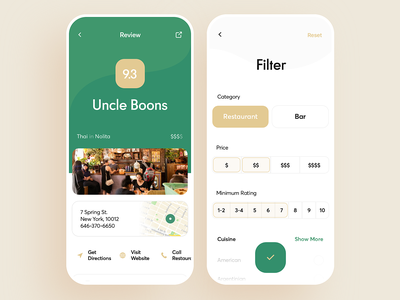 Review
9.3
Uncle Boons
Thai in Nolita
$$$$
7 Spring St.
New York, 10012
646-370-6650
Get
Directions
Visit
Website
Call
Restauran
Reset
Filter
Category
Restaurant
Bar
Price
$
$$
$$$
$$$$
Minimum Rating
1-2
3-4
5
6
7
8
9
10
Cuisine
Show More
American